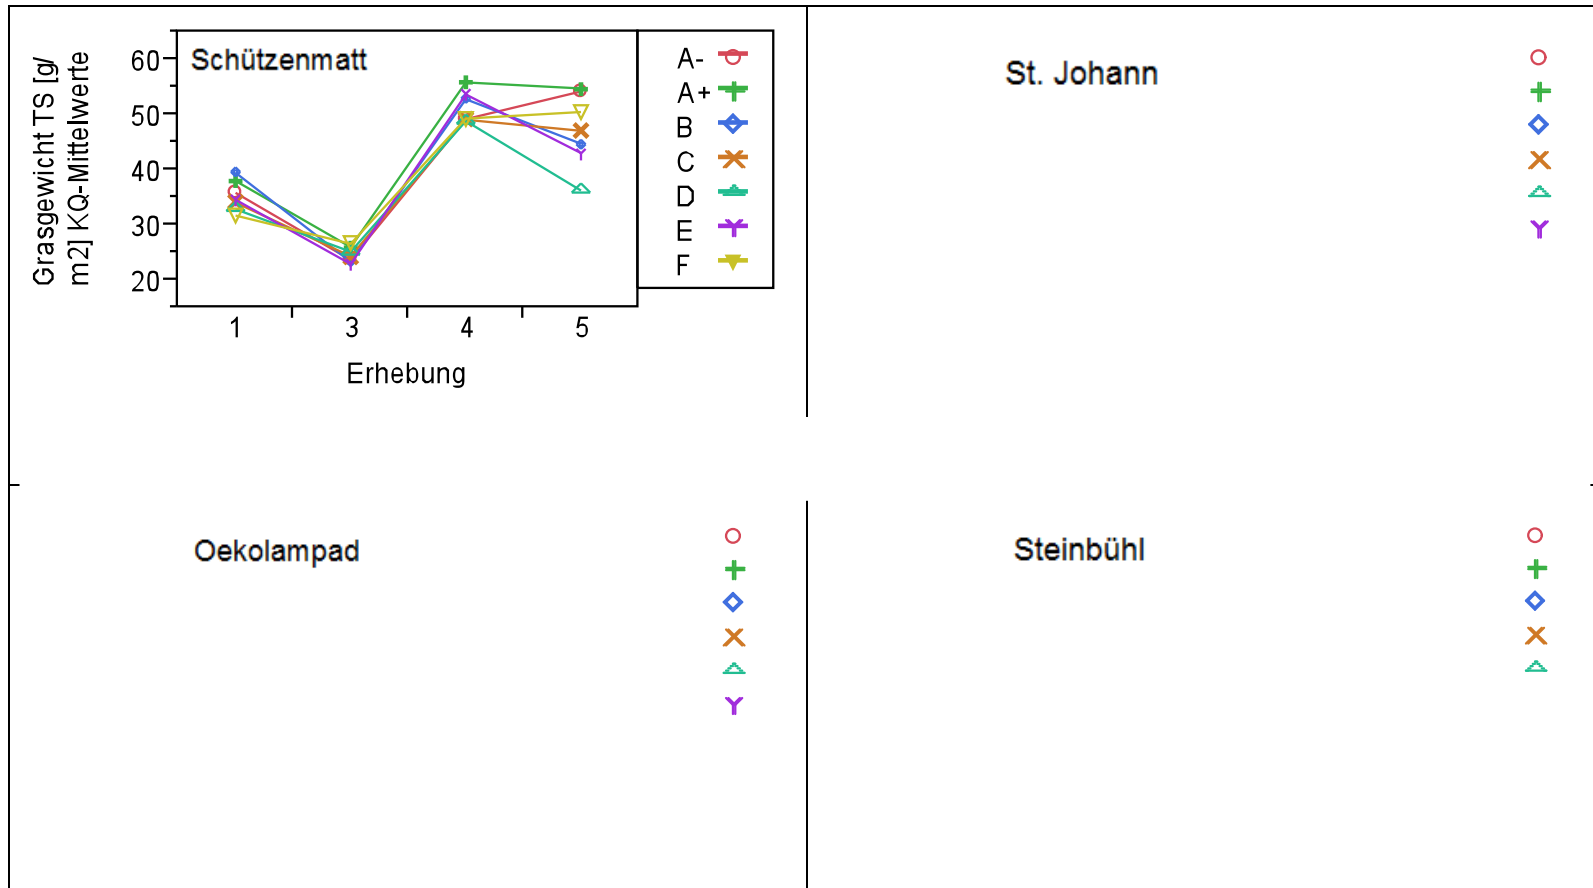 Schützenmatt
Grasgewicht TS [g/
m2] KQ-Mittelwerte
60
50
40
30
20
1 3 4 5
Erhebung
A-
A+
B
C
D
E
F
St. Johann
Oekolampad
Steinbühl